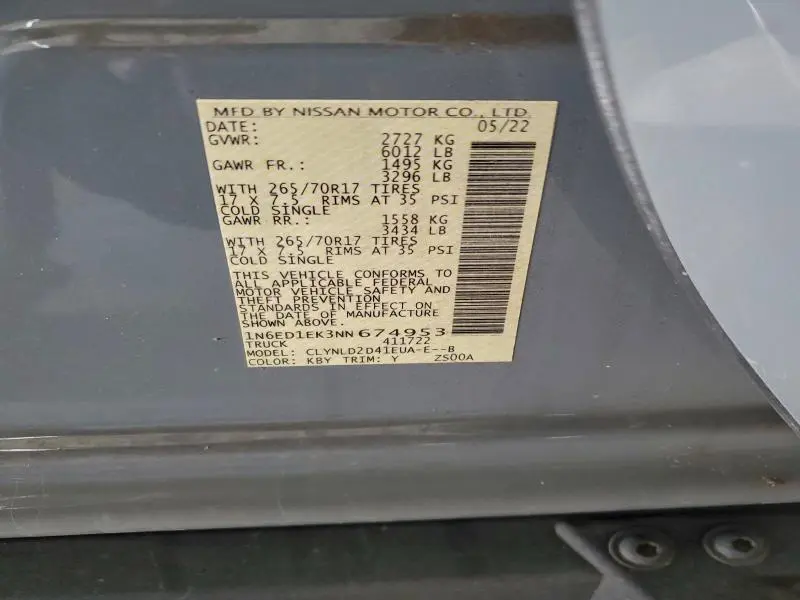 MFD BY NISSAN MOTOR CO., LTD.
DATE: 05/22
GVWR: 2727 KG
6012 LB
GAWR FR.: 1495 KG
3296 LB
WITH 265/70R17 TIRES
17 X 7.5 RIMS AT 35 PSI
COLD SINGLE
GAWR RR.: 1558 KG
3434 LB
WITH 265/70R17 TIRES
17 X 7.5 RIMS AT 35 PSI
COLD SINGLE
THIS VEHICLE CONFORMS TO
ALL APPLICABLE FEDERAL
MOTOR VEHICLE SAFETY AND
THEFT PREVENTION
STANDARDS IN EFFECT ON
THE DATE OF MANUFACTURE
SHOWN ABOVE.
1N6ED1EK3NN674953
TRUCK 411722
MODEL: CLYNLD2D41EUA-E--B
COLOR: KBY TRIM: Y ZS00A